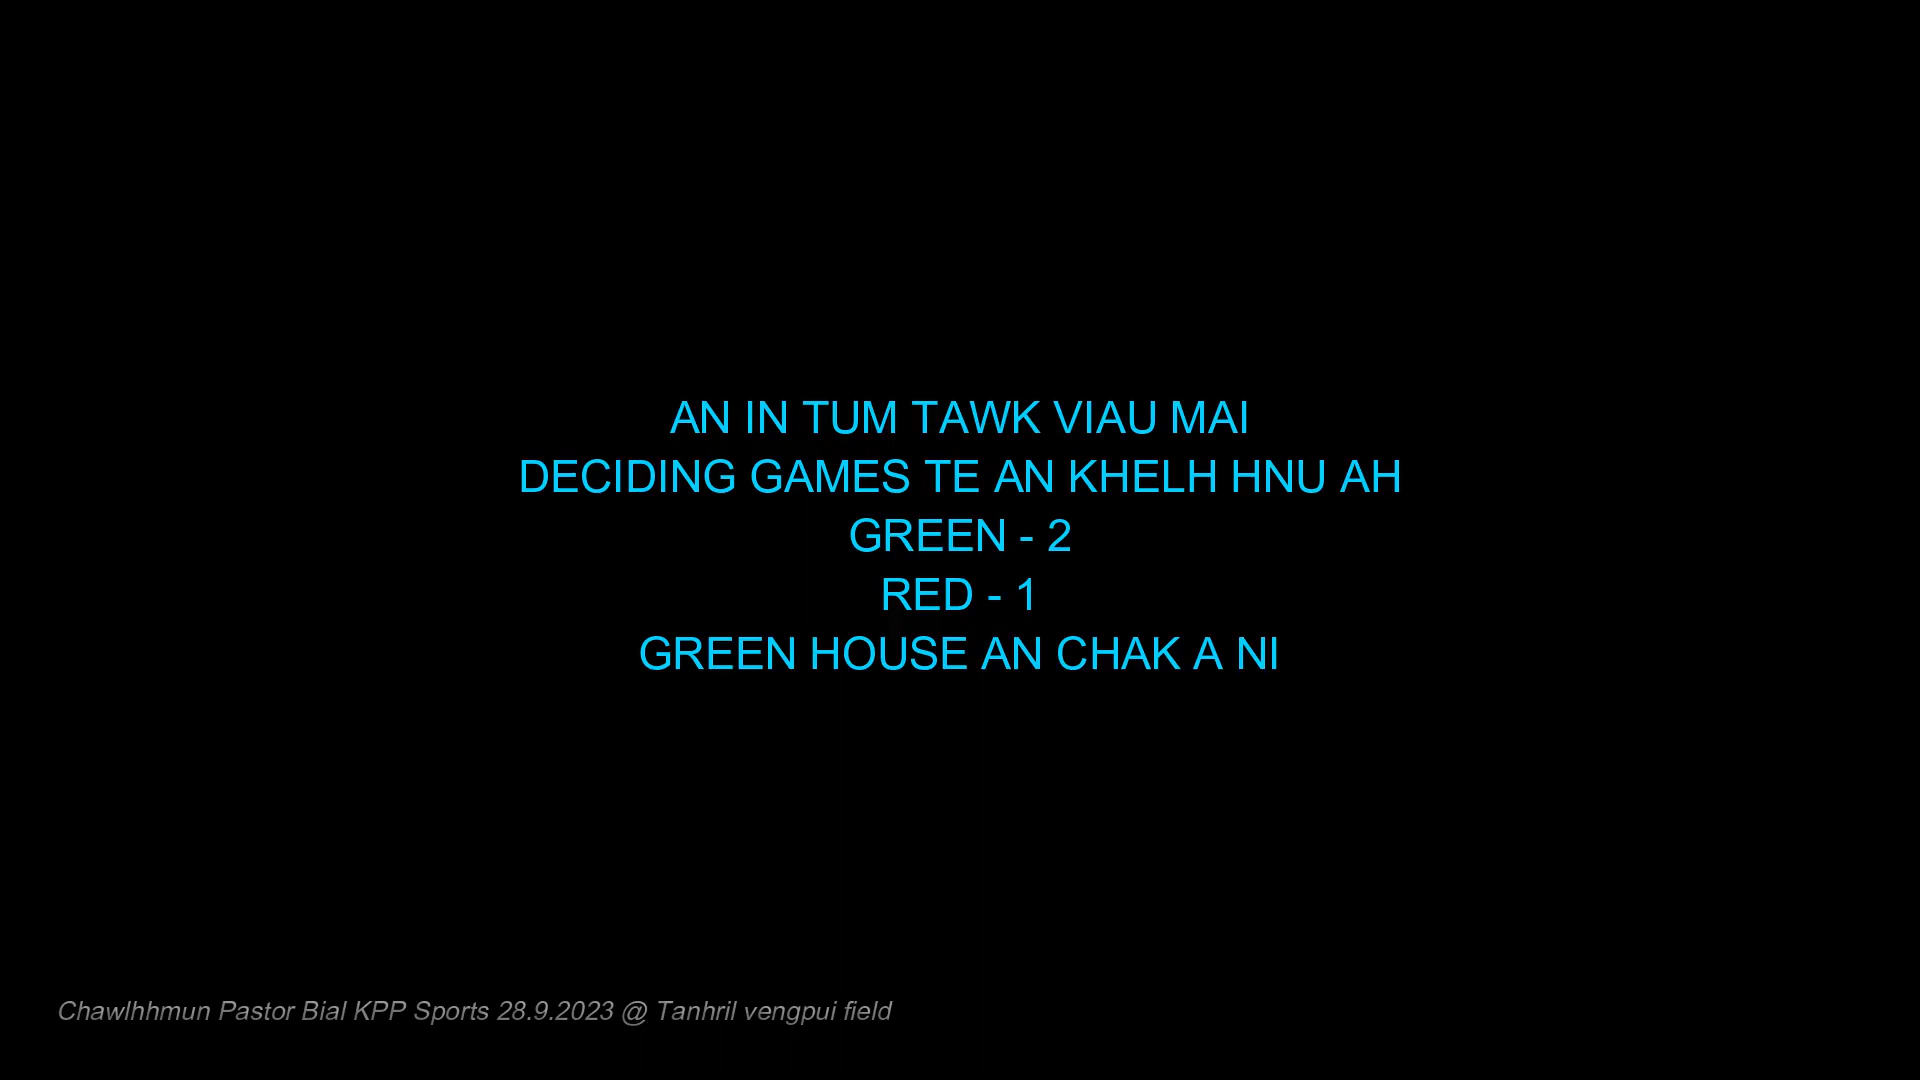 AN IN TUM TAWK VIAU MAI
DECIDING GAMES TE AN KHELH HNU AH
GREEN - 2
RED - 1
GREEN HOUSE AN CHAK A NI
Chawlhhmun Pastor Bial KPP Sports 28.9.2023 @ Tanhril vengpui field